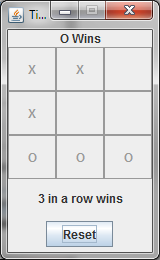 Ti...
O Wins
X X
X
O O O
3 in a row wins
Reset